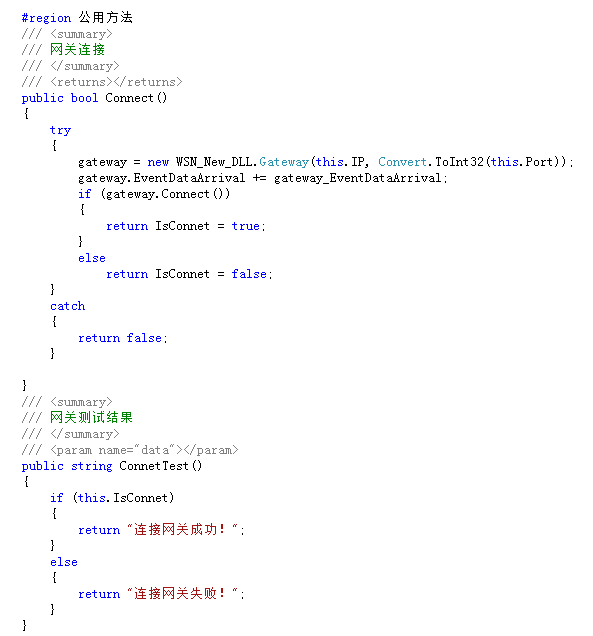 #region 公用方法
/// <summary>
/// 网关连接
/// </summary>
/// <returns></returns>
public bool Connect()
{
    try
    {
        gateway = new WSN_New_DLL.Gateway(this.IP, Convert.ToInt32(this.Port));
        gateway.EventDataArrival += gateway_EventDataArrival;
        if (gateway.Connect())
        {
            return IsConnet = true;
        }
        else
            return IsConnet = false;
    }
    catch
    {
        return false;
    }

}
/// <summary>
/// 网关测试结果
/// </summary>
/// <param name="data"></param>
public string ConnetTest()
{
    if (this.IsConnet)
    {
        return "连接网关成功！";
    }
    else
    {
        return "连接网关失败！";
    }
}